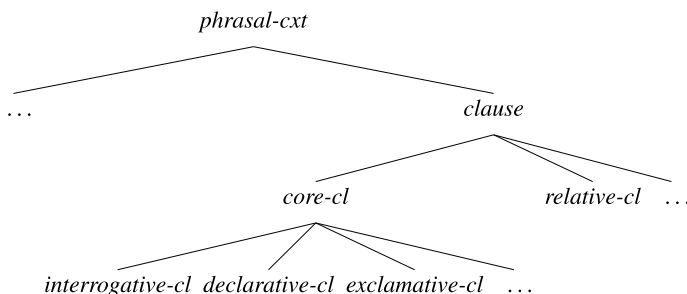 phrasal-cxt
... clause
core-cl relative-cl ...
interrogative-cl declarative-cl exclamative-cl ...